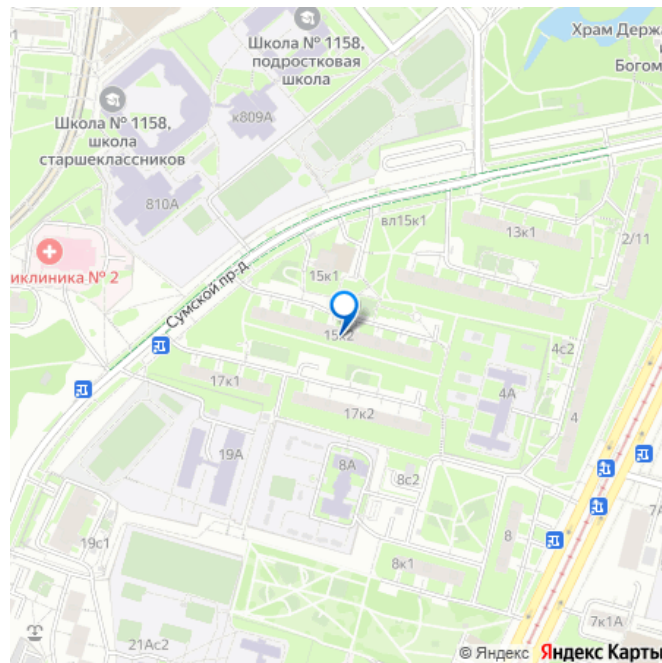 Школа № 1158,
подростковая
школа
Храм Держа
и
Богом
к809А
Школа № 1158,
школа
старшеклассников
810А
вл15к1
13к1
2/11
иклиника № 2
15к1
Сумской пр-д
15к2
4с2
17к1
4А
17к2
4
19А
8А
8с2
7А
8
19с1
8к1
7к1А
21Ас2
© Яндекс Яндекс Карты